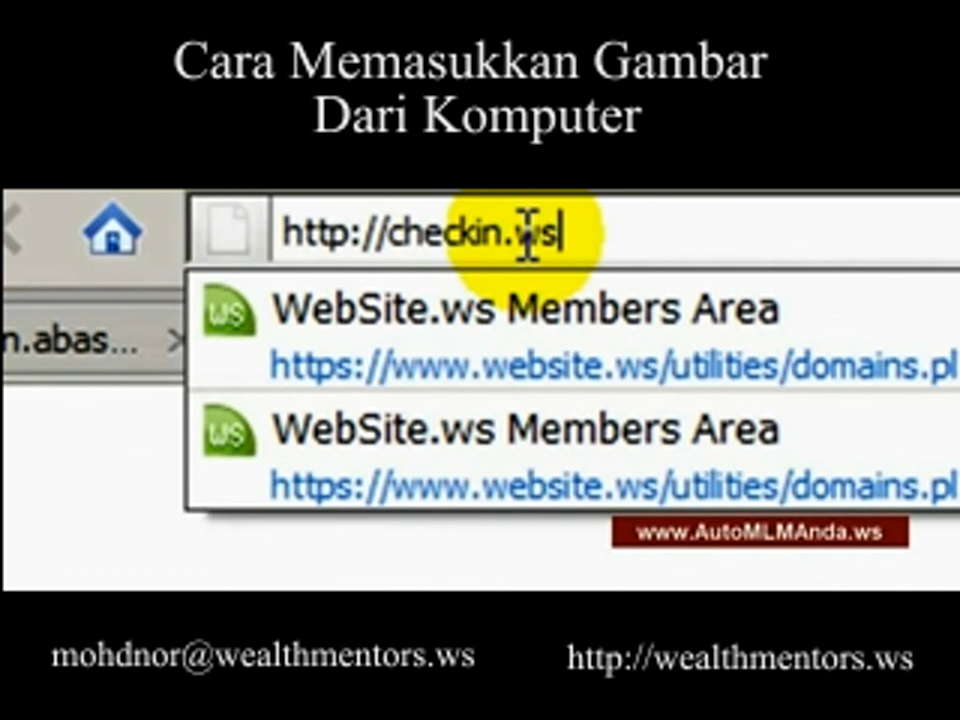 Cara Memasukkan Gambar
Dari Komputer
http://checkin.ws
WS WebSite.ws Members Area
n.abas...
https://www.website.ws/utilities/domains.pl
WS WebSite.ws Members Area
https://www.website.ws/utilities/domains.pl
www.AutoMLMAnda.ws
mohdnor@wealthmentors.ws
http://wealthmentors.ws